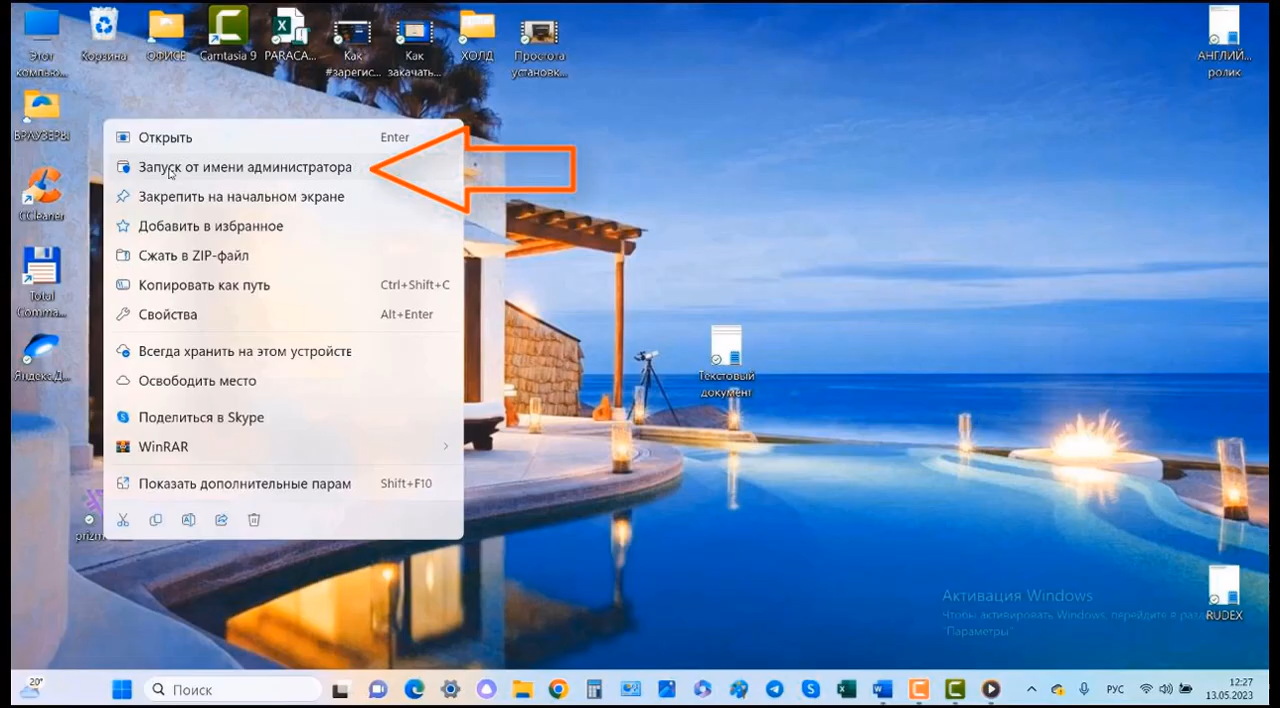 Этот
компью...
Корзина
ОФИСЕ
Camtasia 9
PARACA...
Как
#зарегис...
Как
закачать...
ХОЛД
Простота
установк...
АНГЛИЙ...
ролик
БРАУЗЕРЫ
CCleaner
Total
Comma...
Яндекс.Д...
Открыть Enter
Запуск от имени администратора
Закрепить на начальном экране
Добавить в избранное
Сжать в ZIP-файл
Копировать как путь Ctrl+Shift+C
Свойства Alt+Enter
Всегда хранить на этом устройстве
Освободить место
Поделиться в Skype
WinRAR
Показать дополнительные парам Shift+F10
prizm
Текстовый
документ
Активация Windows
Чтобы активировать Windows, перейдите в разд
"Параметры"
RUDEX
20°
Поиск
РУС
12:27
13.05.2023